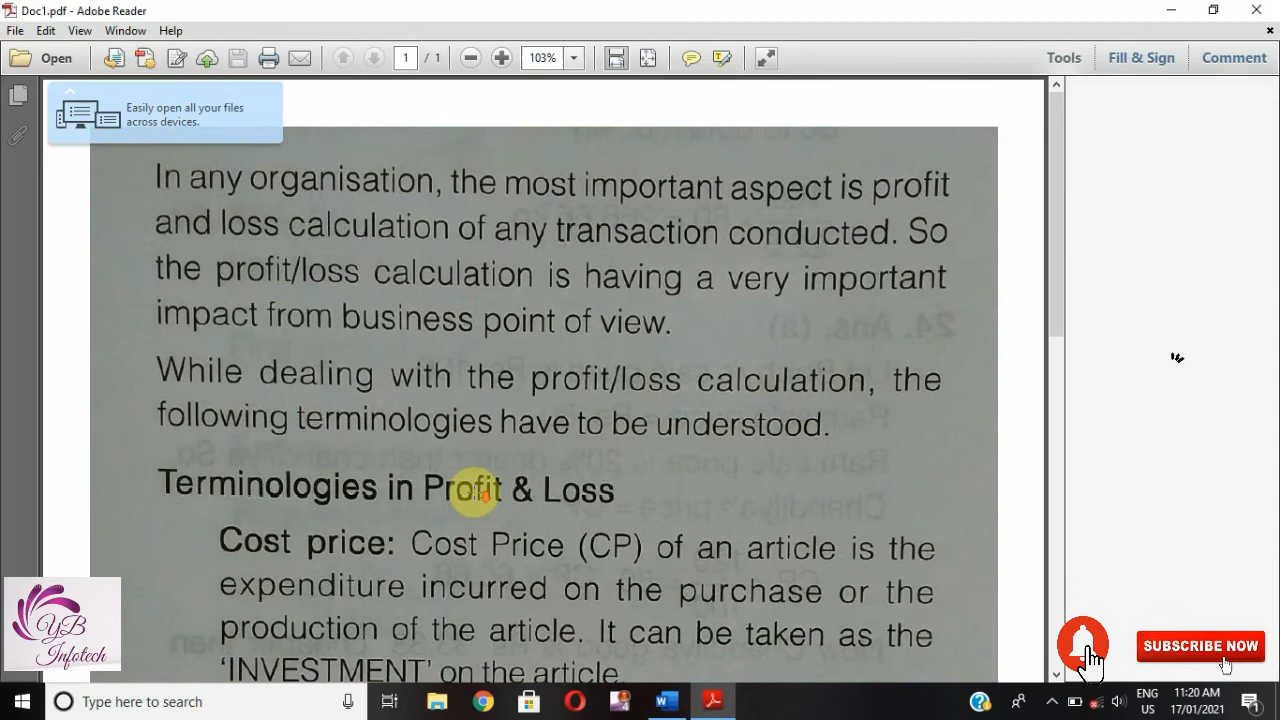 Doc1.pdf - Adobe Reader
File Edit View Window Help
Open 1 / 1 103% Tools Fill & Sign Comment
Easily open all your files
across devices.
In any organisation, the most important aspect is profit
and loss calculation of any transaction conducted. So
the profit/loss calculation is having a very important
impact from business point of view.
While dealing with the profit/loss calculation, the
following terminologies have to be understood.
Terminologies in Profit & Loss
Cost price: Cost Price (CP) of an article is the
expenditure incurred on the purchase or the
production of the article. It can be taken as the
‘INVESTMENT’ on the article.
YB
Infotech
SUBSCRIBE NOW
Type here to search
ENG
US
11:20 AM
17/01/2021
1